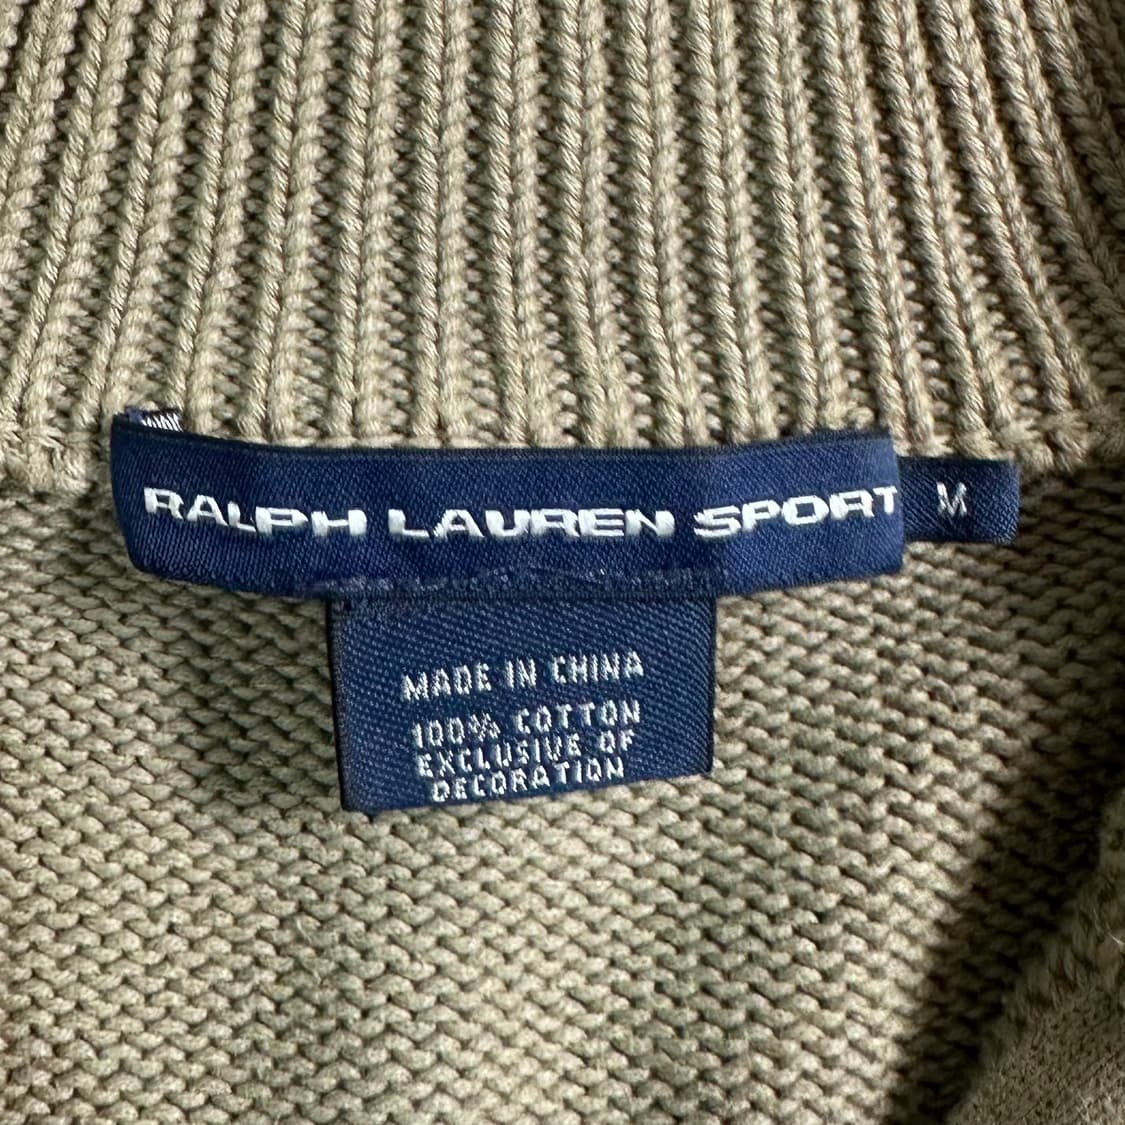 RALPH LAUREN SPORT
M
MADE IN CHINA
100% COTTON
EXCLUSIVE OF
DECORATION